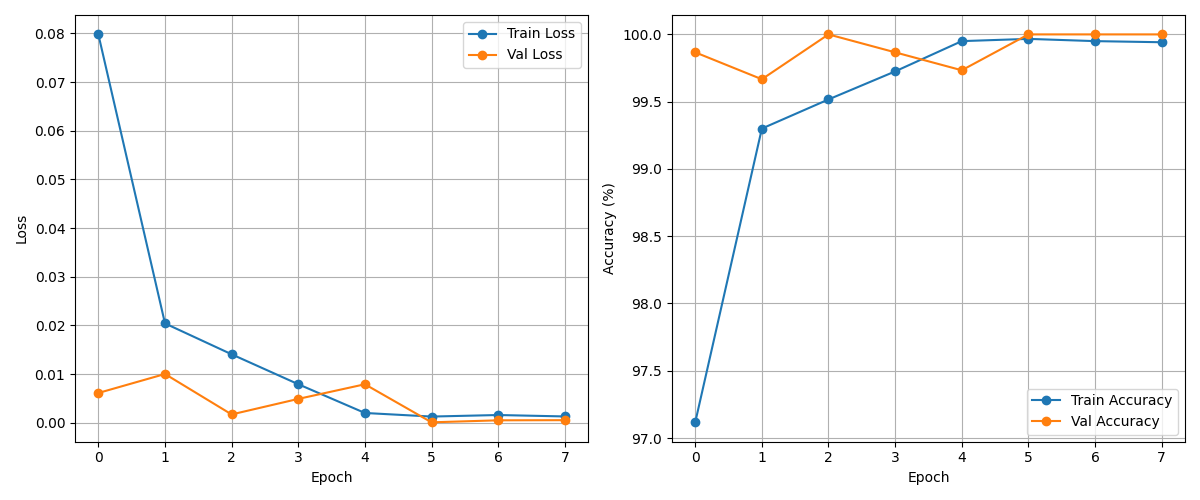 0.08
0.07
0.06
0.05
0.04
0.03
0.02
0.01
0.00
Loss
0 1 2 3 4 5 6 7
Epoch
Train Loss
Val Loss
100.0
99.5
99.0
98.5
98.0
97.5
97.0
Accuracy (%)
0 1 2 3 4 5 6 7
Epoch
Train Accuracy
Val Accuracy